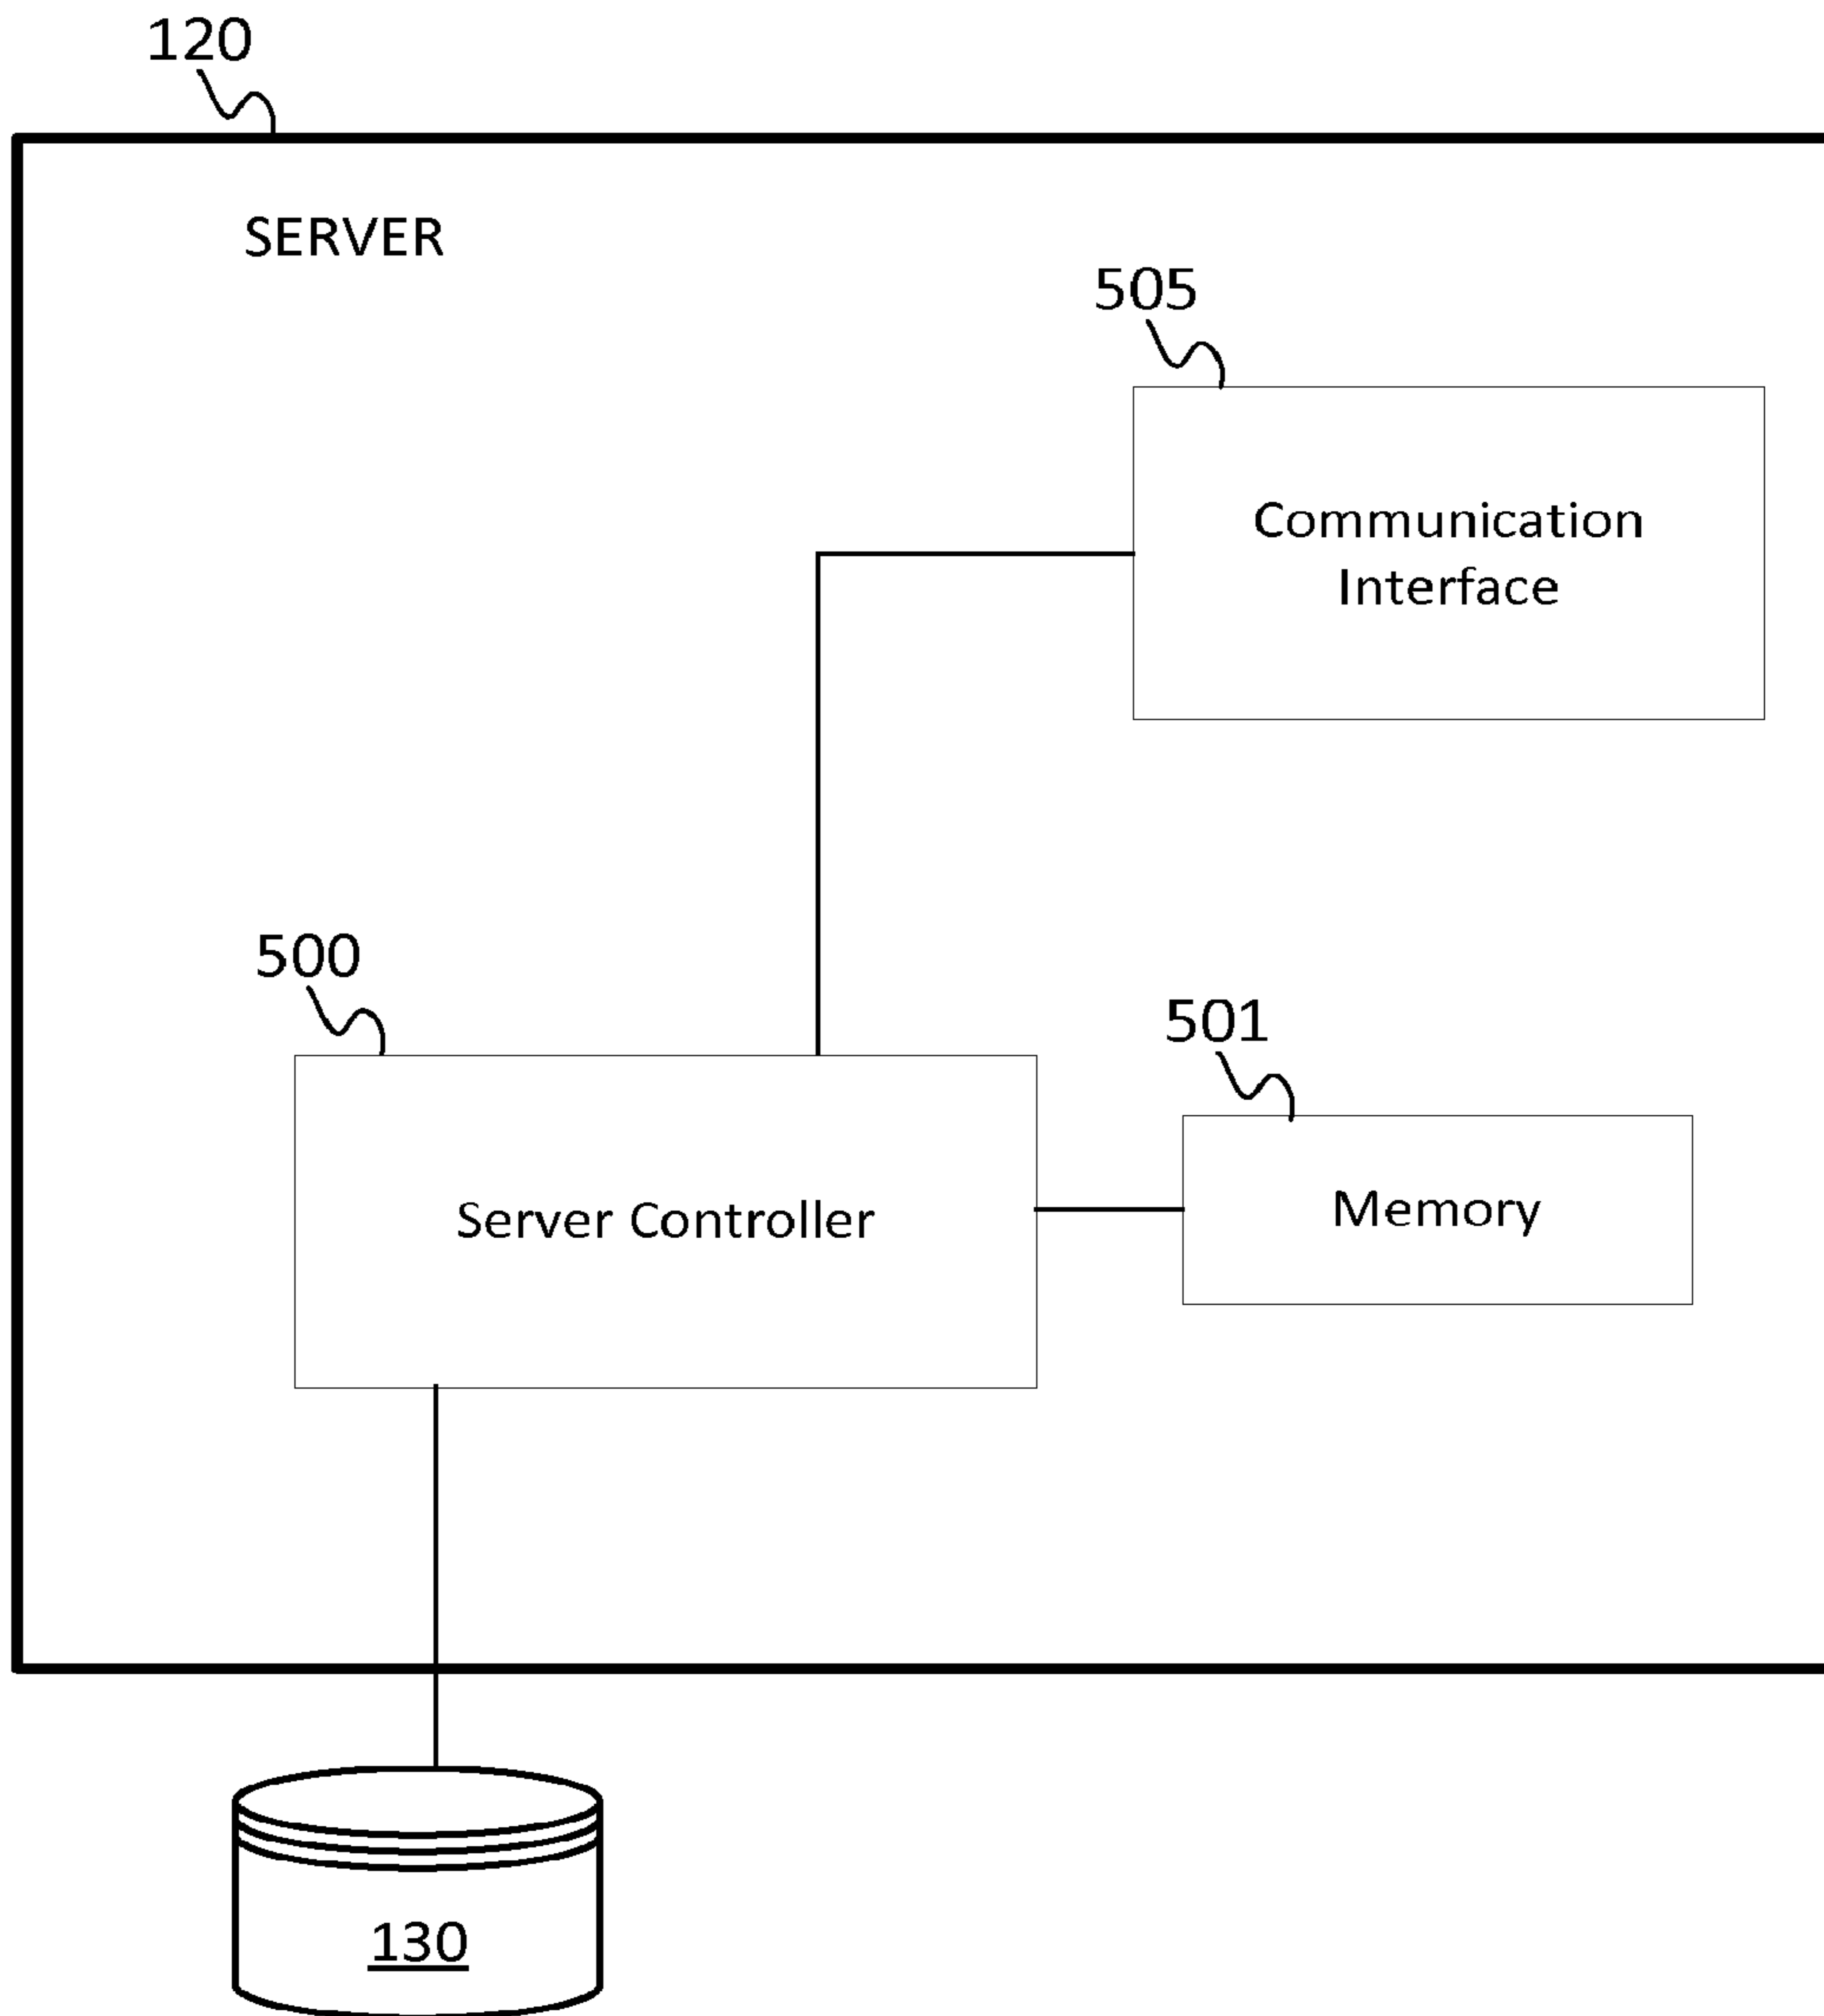 120
SERVER
505
Communication
Interface
500
501
Server Controller
Memory
130